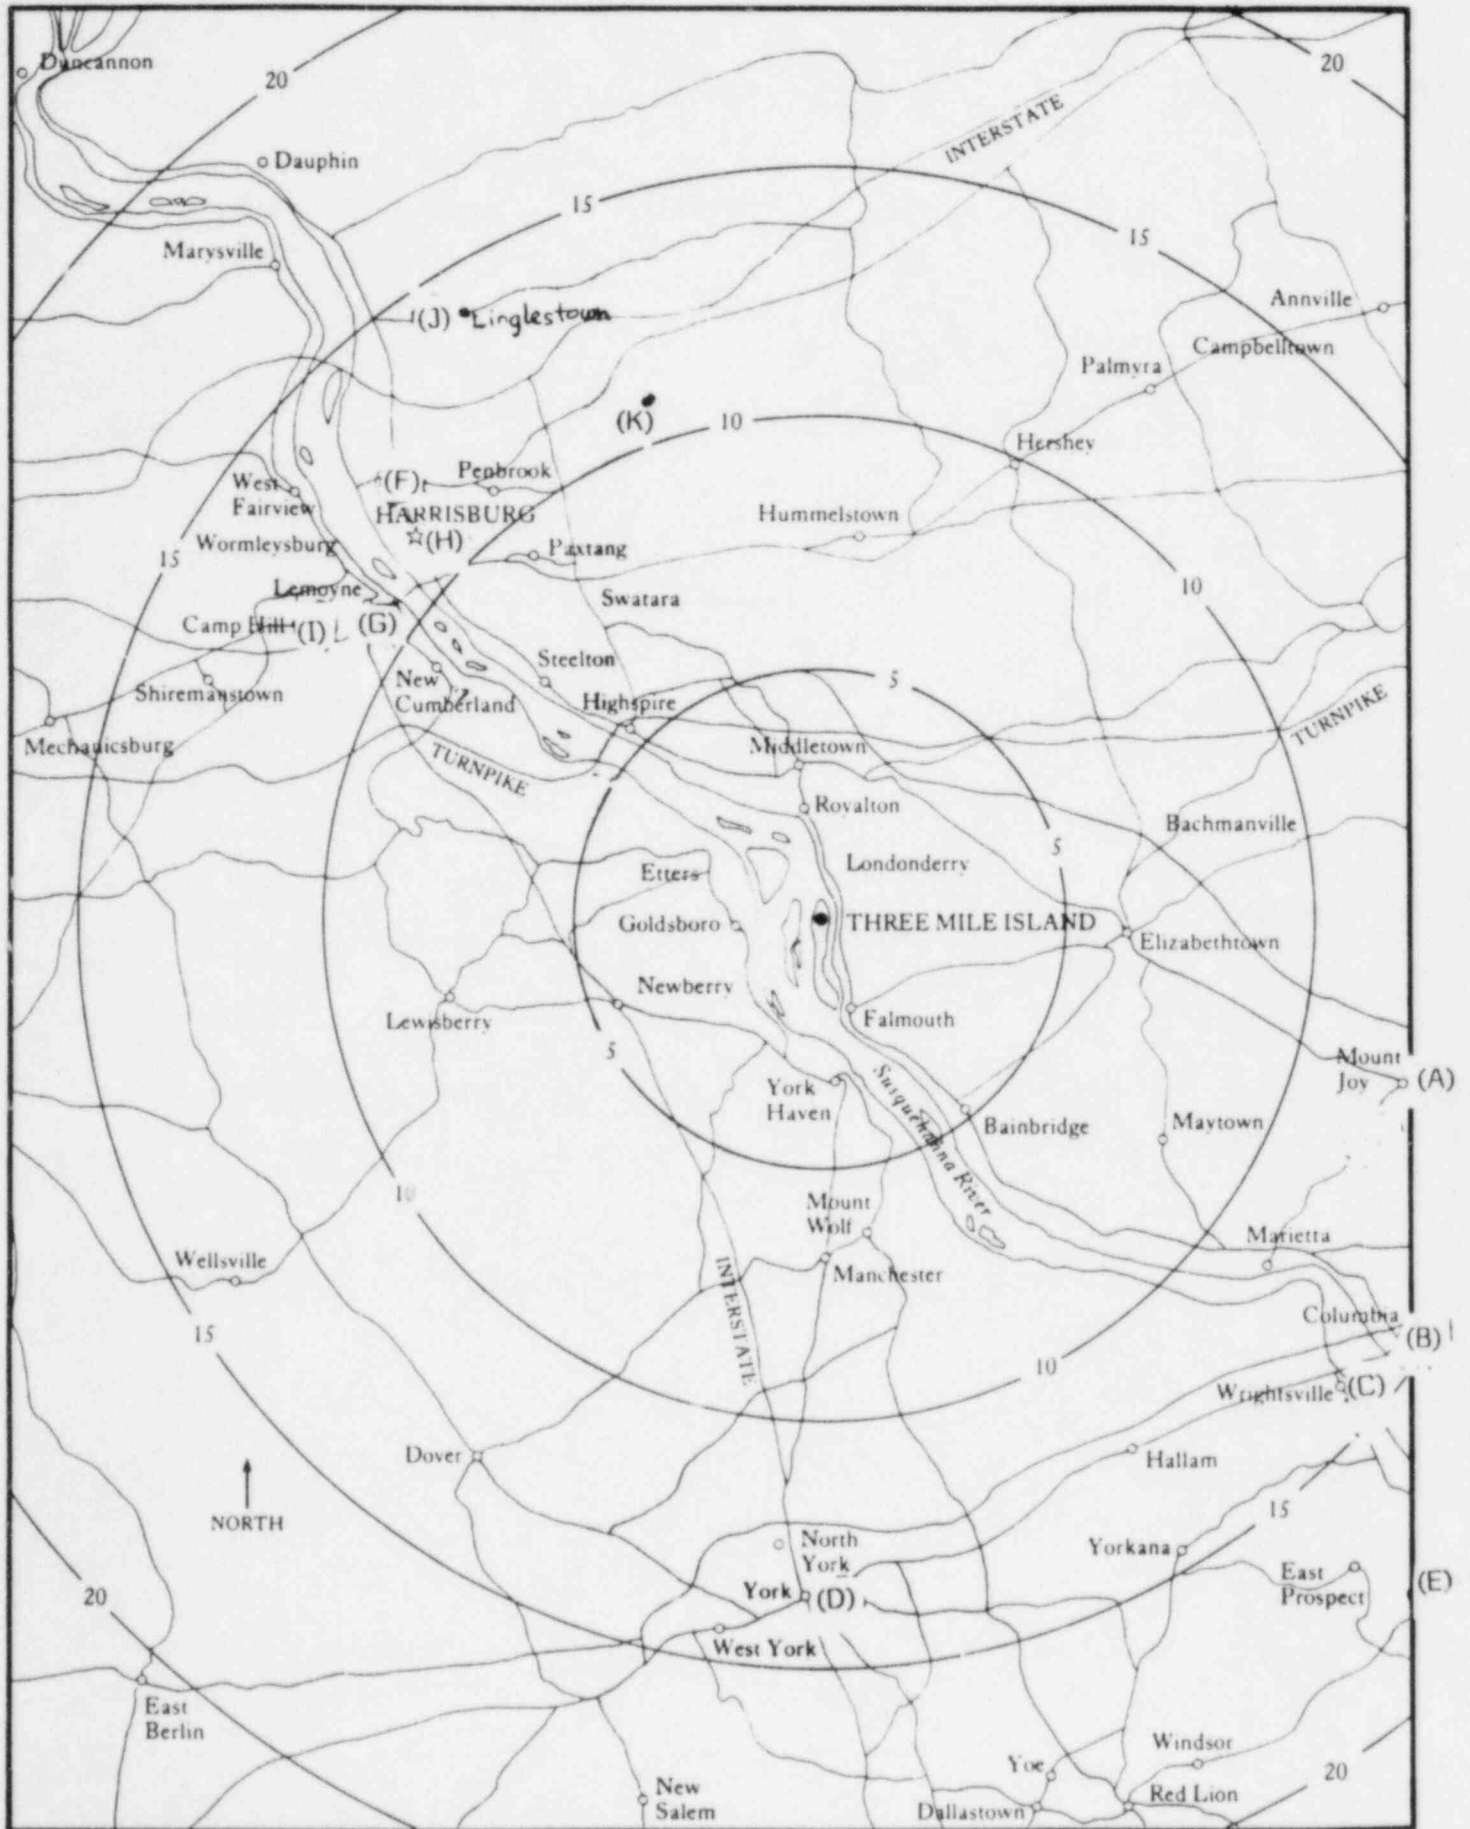 Duncannon
20
20
INTERSTATE
Dauphin
15
15
Marysville
Annville
(J) Linglestown
Campbelltown
Palmyra
(K)
10
Hershey
Penbrook
(F)
West
Fairview
HARRISBURG
(H)
Hummelstown
Wormleysburg
Paxtang
15
10
Lemoyne
Swatara
Camp Hill (I)
(G)
Steelton
5
Shiremanstown
New
Cumberland
Highspire
TURNPIKE
Mechanicsburg
Middletown
TURNPIKE
Royalton
Bachmanville
5
Londonderry
Etters
Goldsboro
THREE MILE ISLAND
Elizabethtown
Newberry
Lewisberry
Falmouth
5
Mount
Joy (A)
York
Haven
Susquehanna River
Bainbridge
Maytown
10
Mount
Wolf
Marietta
Wellsville
Manchester
INTERSTATE
Columbia
(B)
15
10
Wrightsville (C)
Dover
Hallam
15
NORTH
North
York
Yorkana
East
Prospect
(E)
20
York (D)
West York
East
Berlin
Windsor
Yoe
20
New
Salem
Red Lion
Dallastown